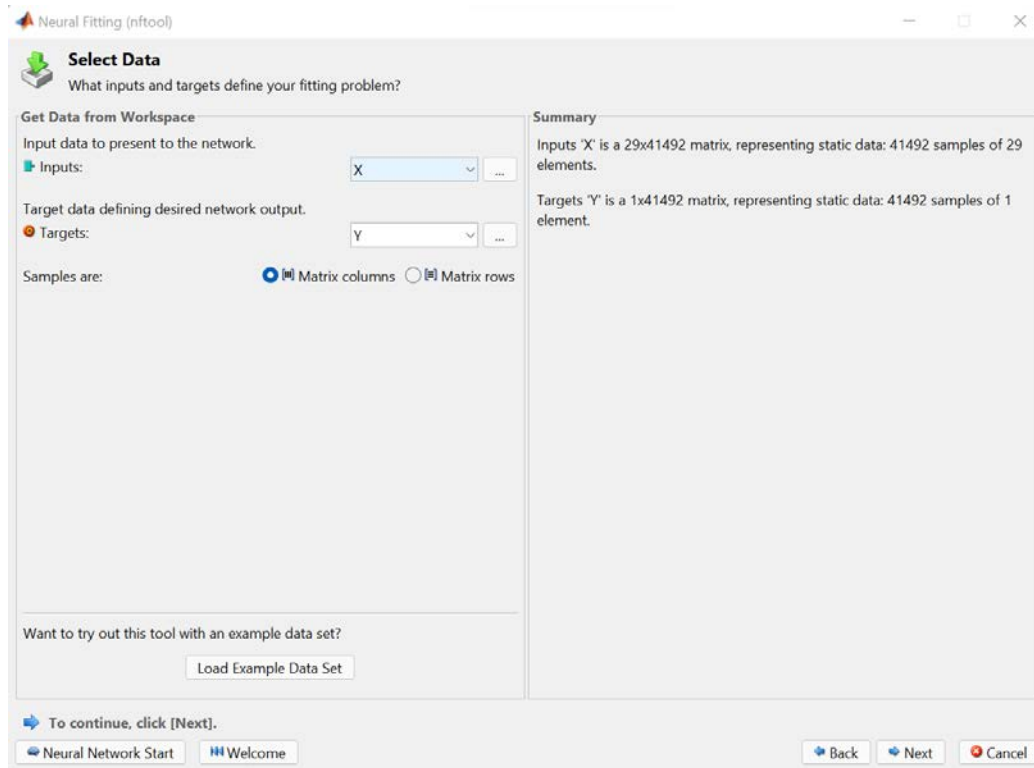 Neural Fitting (nftool)
Select Data
What inputs and targets define your fitting problem?
Get Data from Workspace
Input data to present to the network.
Inputs: X ...
Target data defining desired network output.
Targets: Y ...
Samples are: Matrix columns Matrix rows
Want to try out this tool with an example data set?
Load Example Data Set
Summary
Inputs 'X' is a 29x41492 matrix, representing static data: 41492 samples of 29
elements.
Targets 'Y' is a 1x41492 matrix, representing static data: 41492 samples of 1
element.
To continue, click [Next].
Neural Network Start Welcome Back Next Cancel